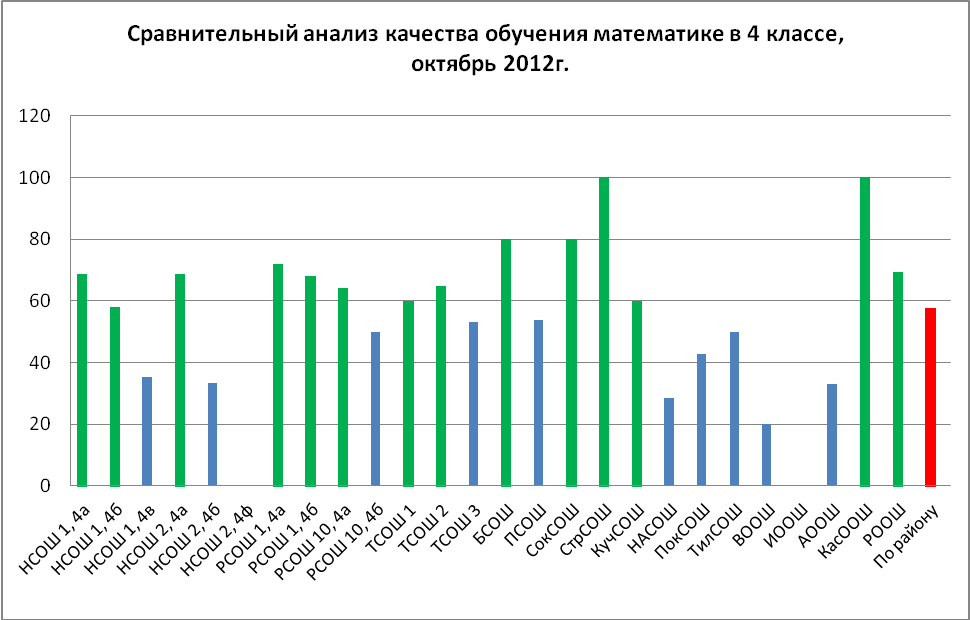 Сравнительный анализ качества обучения математике в 4 классе,
октябрь 2012г.
120
100
80
60
40
20
0
НСОШ 1, 4а
НСОШ 1, 4б
НСОШ 1, 4в
НСОШ 2, 4а
НСОШ 2, 4б
НСОШ 2, 4ф
РСОШ 1, 4а
РСОШ 1, 4б
РСОШ 10, 4а
РСОШ 10, 4б
ТСОШ 1
ТСОШ 2
ТСОШ 3
БСОШ
ПСОШ
СокСОШ
СтрСОШ
КучСОШ
НАСОШ
ПокСОШ
ТилСОШ
ВООШ
ИООШ
АООШ
КасООШ
РООШ
По району